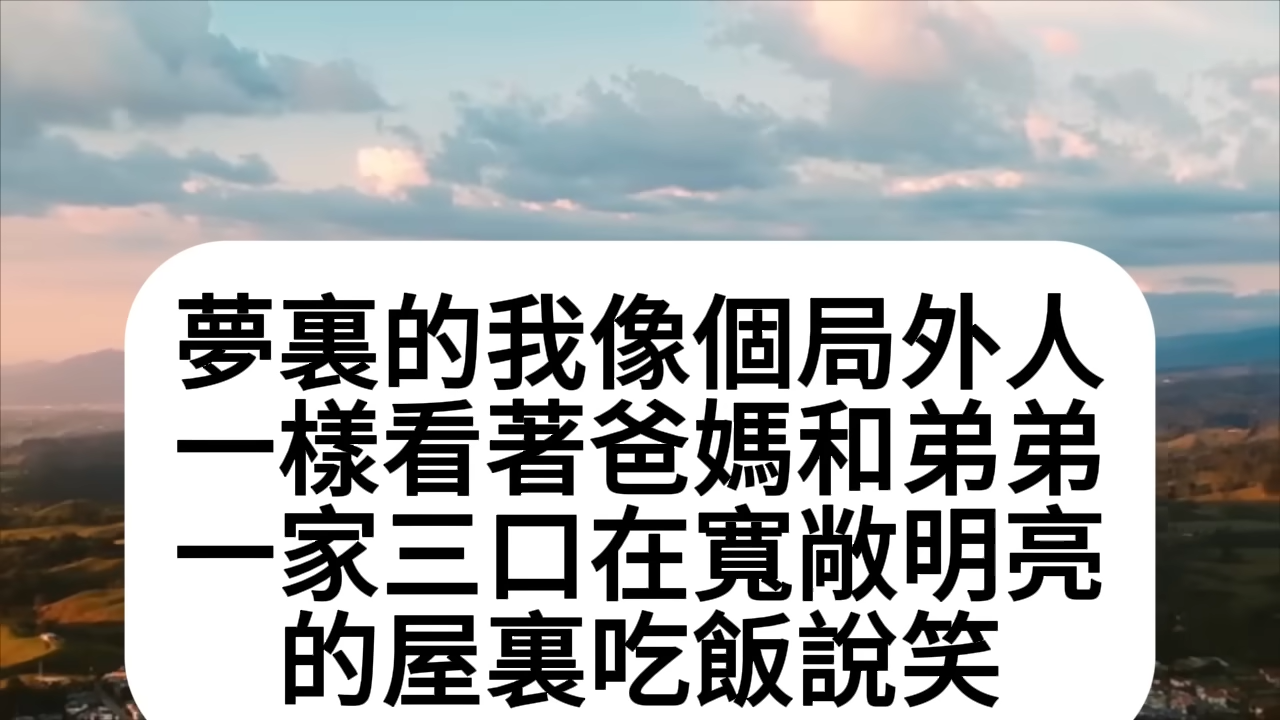 夢裏的我像個局外人
一樣看著爸媽和弟弟
一家三口在寬敞明亮
的屋裏吃飯說笑